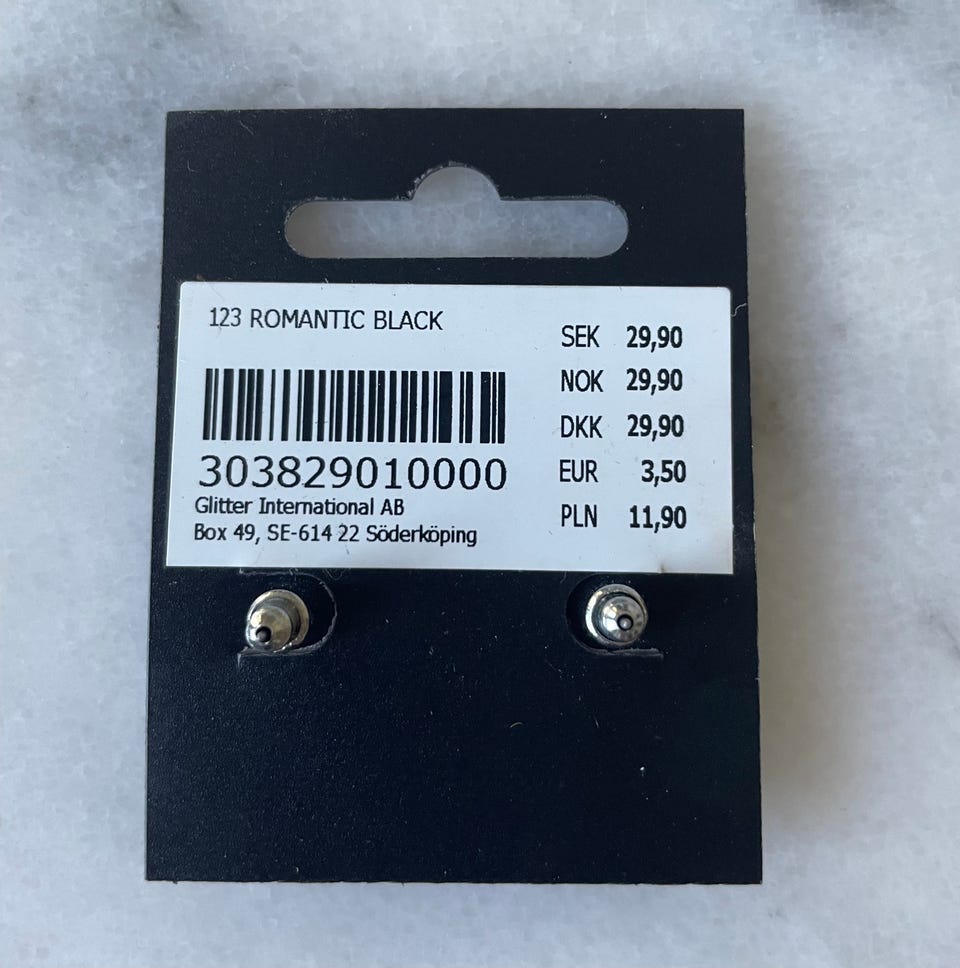 123 ROMANTIC BLACK
303829010000
Glitter International AB
Box 49, SE-614 22 Söderköping
SEK 29,90
NOK 29,90
DKK 29,90
EUR 3,50
PLN 11,90